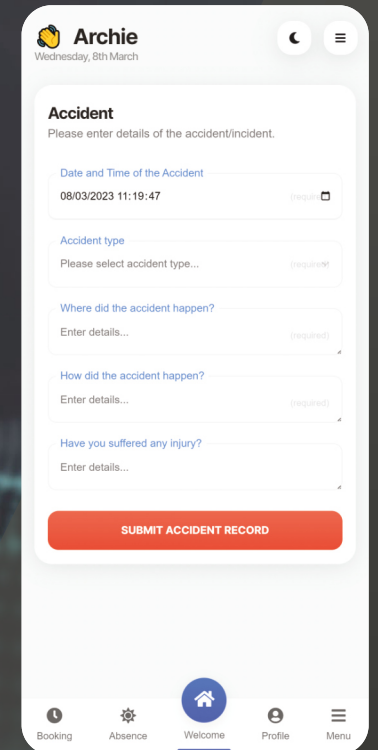 Archie
Wednesday, 8th March
Accident
Please enter details of the accident/incident.
Date and Time of the Accident
08/03/2023 11:19:47
Accident type
Please select accident type...
(required)
Where did the accident happen?
Enter details...
(required)
How did the accident happen?
Enter details...
(required)
Have you suffered any injury?
Enter details...
SUBMIT ACCIDENT RECORD
Booking
Absence
Welcome
Profile
Menu